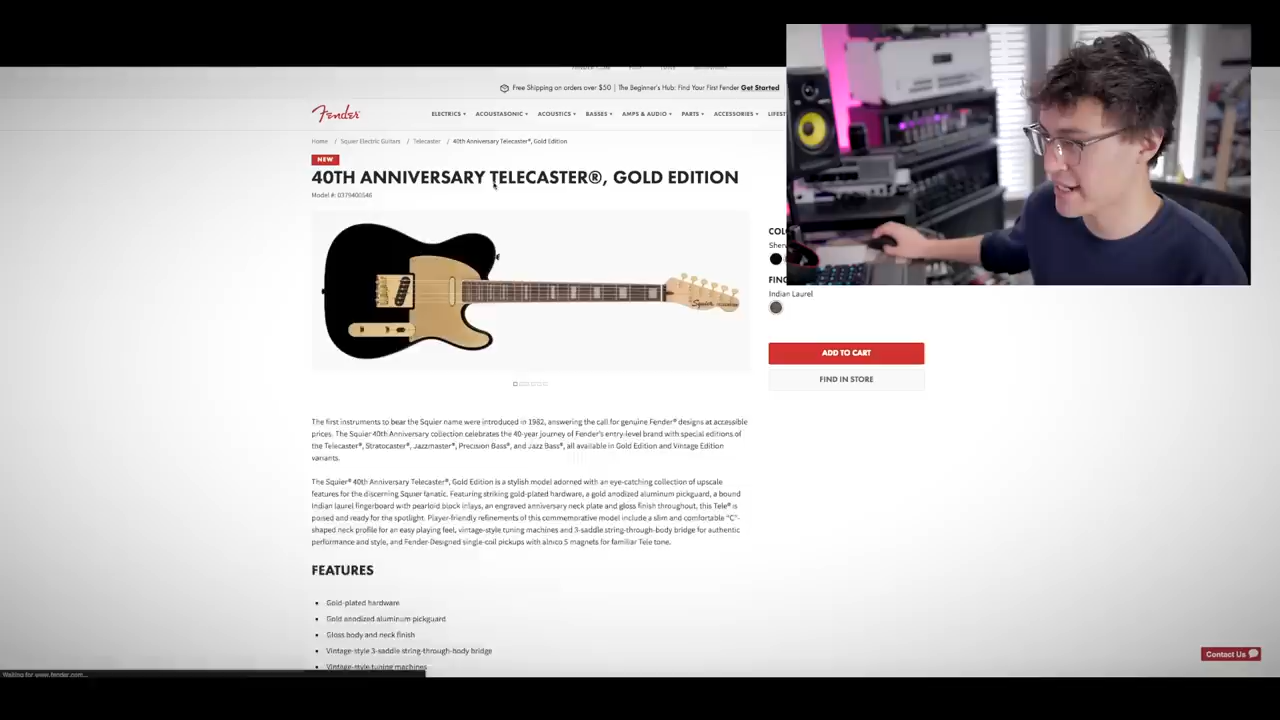 Free Shipping on orders over $50 | The Beginner's Hub: Find Your First Fender Get Started
Fender
ELECTRICS ACOUSTASONIC ACOUSTICS BASSES AMPS & AUDIO PARTS ACCESSORIES LIFEST
Home / Squier Electric Guitars / Telecaster / 40th Anniversary Telecaster®, Gold Edition
NEW
40TH ANNIVERSARY TELECASTER®, GOLD EDITION
Model #: 0379400506
Squier
COL
Sher
FING
Indian Laurel
ADD TO CART
FIND IN STORE
The first instruments to bear the Squier name were introduced in 1982, answering the call for genuine Fender® designs at accessible
prices. The Squier 40th Anniversary collection celebrates the 40-year journey of Fender's entry-level brand with special editions of
the Telecaster®, Stratocaster®, Jazzmaster®, Precision Bass®, and Jazz Bass®, all available in Gold Edition and Vintage Edition
variants.
The Squier® 40th Anniversary Telecaster®, Gold Edition is a stylish model adorned with an eye-catching collection of upscale
features for the discerning Squier fanatic. Featuring striking gold-plated hardware, a gold anodized aluminum pickguard, a bound
Indian laurel fingerboard with pearloid block inlays, an engraved anniversary neck plate and gloss finish throughout, this Tele® is
poised and ready for the spotlight. Player-friendly refinements of this commemorative model include a slim and comfortable "C"-
shaped neck profile for an easy playing feel, vintage-style tuning machines and 3-saddle string-through-body bridge for authentic
performance and style, and Fender-Designed single-coil pickups with alnico 5 magnets for familiar Tele tone.
FEATURES
• Gold-plated hardware
• Gold anodized aluminum pickguard
• Gloss body and neck finish
• Vintage-style 3-saddle string-through-body bridge
• Vintage-style tuning machines
Contact Us
Waiting for www.fender.com...